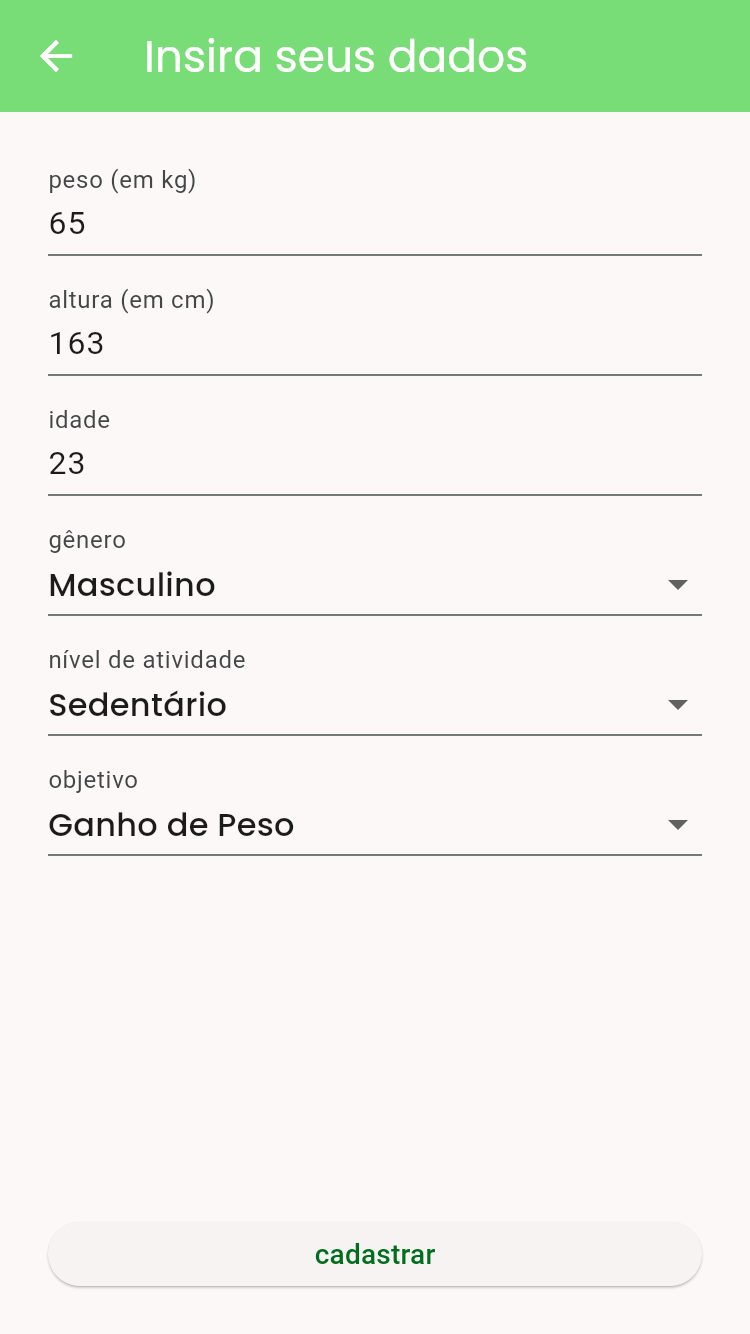 Insira seus dados
peso (em kg)
65
altura (em cm)
163
idade
23
gênero
Masculino
nível de atividade
Sedentário
objetivo
Ganho de Peso
cadastrar